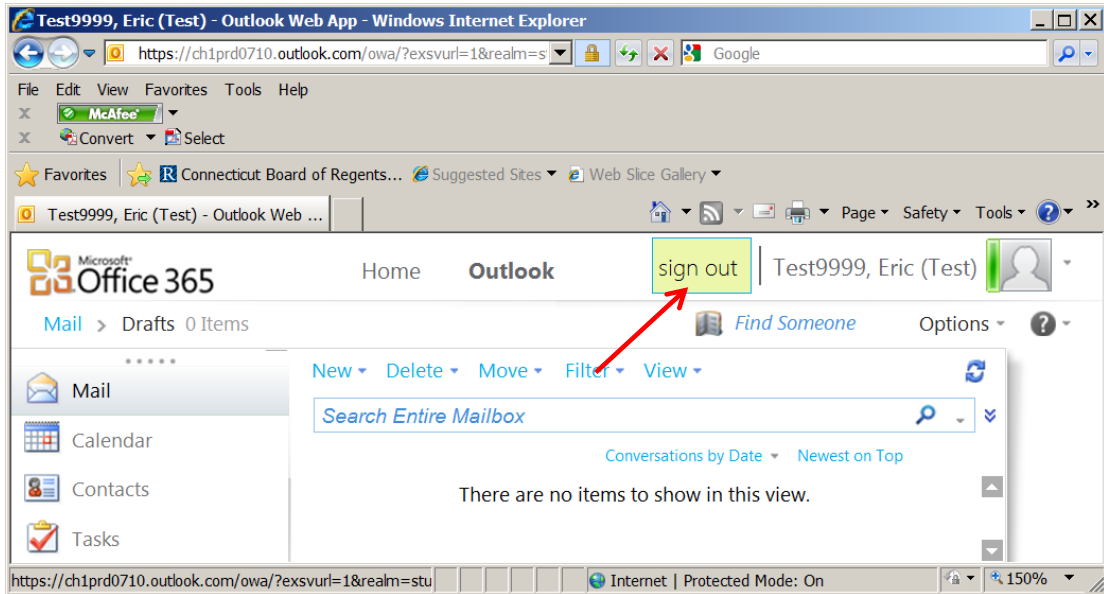 Test9999, Eric (Test) - Outlook Web App - Windows Internet Explorer
https://ch1prd0710.outlook.com/owa/?exsvurl=1&realm=s Google
File Edit View Favorites Tools Help
X McAfee
X Convert Select
Favorites R Connecticut Board of Regents... Suggested Sites Web Slice Gallery
Test9999, Eric (Test) - Outlook Web ... Page Safety Tools ? »
Microsoft
Office 365 Home Outlook sign out Test9999, Eric (Test)
Mail > Drafts 0 Items Find Someone Options ?
New Delete Move Filter View
Mail
Search Entire Mailbox
Calendar
Conversations by Date Newest on Top
Contacts
There are no items to show in this view.
Tasks
https://ch1prd0710.outlook.com/owa/?exsvurl=1&realm=stu Internet | Protected Mode: On 150%